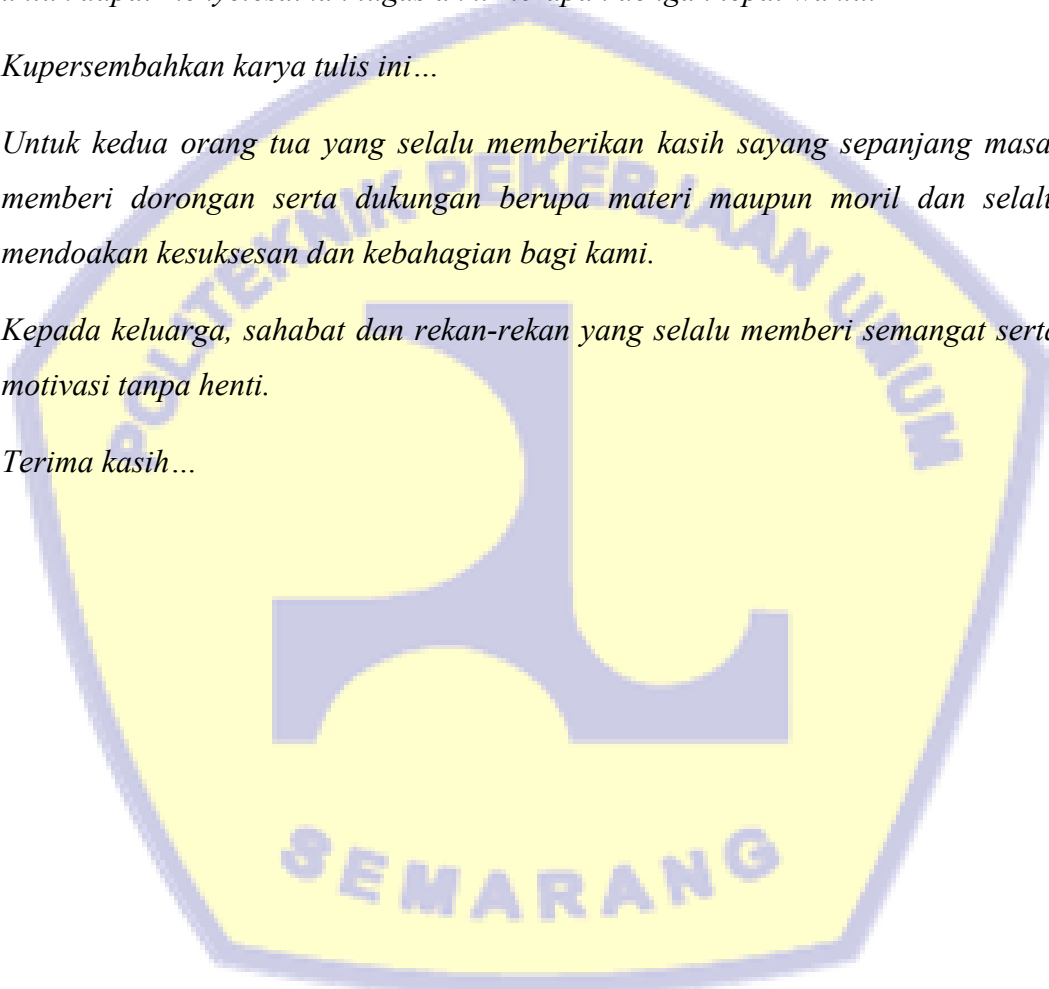 Kupersembahkan karya tulis ini…
Untuk kedua orang tua yang selalu memberikan kasih sayang sepanjang masa
memberi dorongan serta dukungan berupa materi maupun moril dan selal
mendoakan kesuksesan dan kebahagian bagi kami.
Kepada keluarga, sahabat dan rekan-rekan yang selalu memberi semangat serta
motivasi tanpa henti.
Terima kasih…
POLITEKNIK PEKERJAAN UMUM
SEMARANG